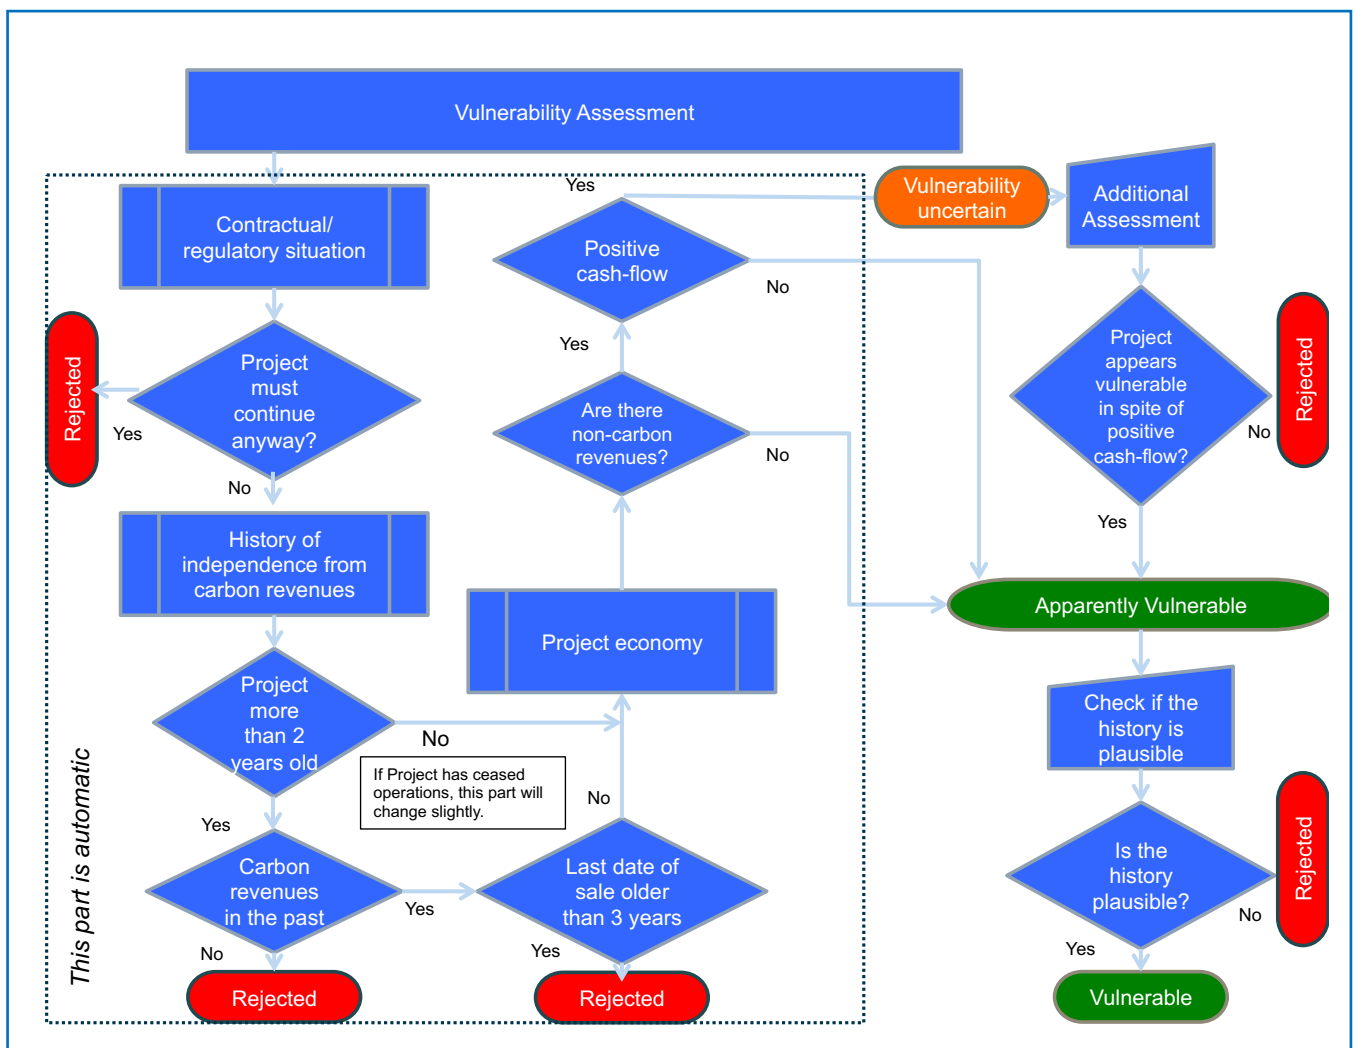 Vulnerability Assessment
Contractual/
regulatory situation
Project
must
continue
anyway?
Yes
Rejected
No
History of
independence from
carbon revenues
Project
more
than 2
years old
No
If Project has ceased
operations, this part will
change slightly.
Yes
Carbon
revenues
in the past
Yes
No
Rejected
Last date of
sale older
than 3 years
No
Yes
Rejected
Project economy
Are there
non-carbon
revenues?
Yes
No
Positive
cash-flow
Yes
No
This part is automatic
Vulnerability
uncertain
Additional
Assessment
Project
appears
vulnerable
in spite of
positive
cash-flow?
No
Rejected
Yes
Apparently Vulnerable
Check if the
history is
plausible
Is the
history
plausible?
No
Rejected
Yes
Vulnerable